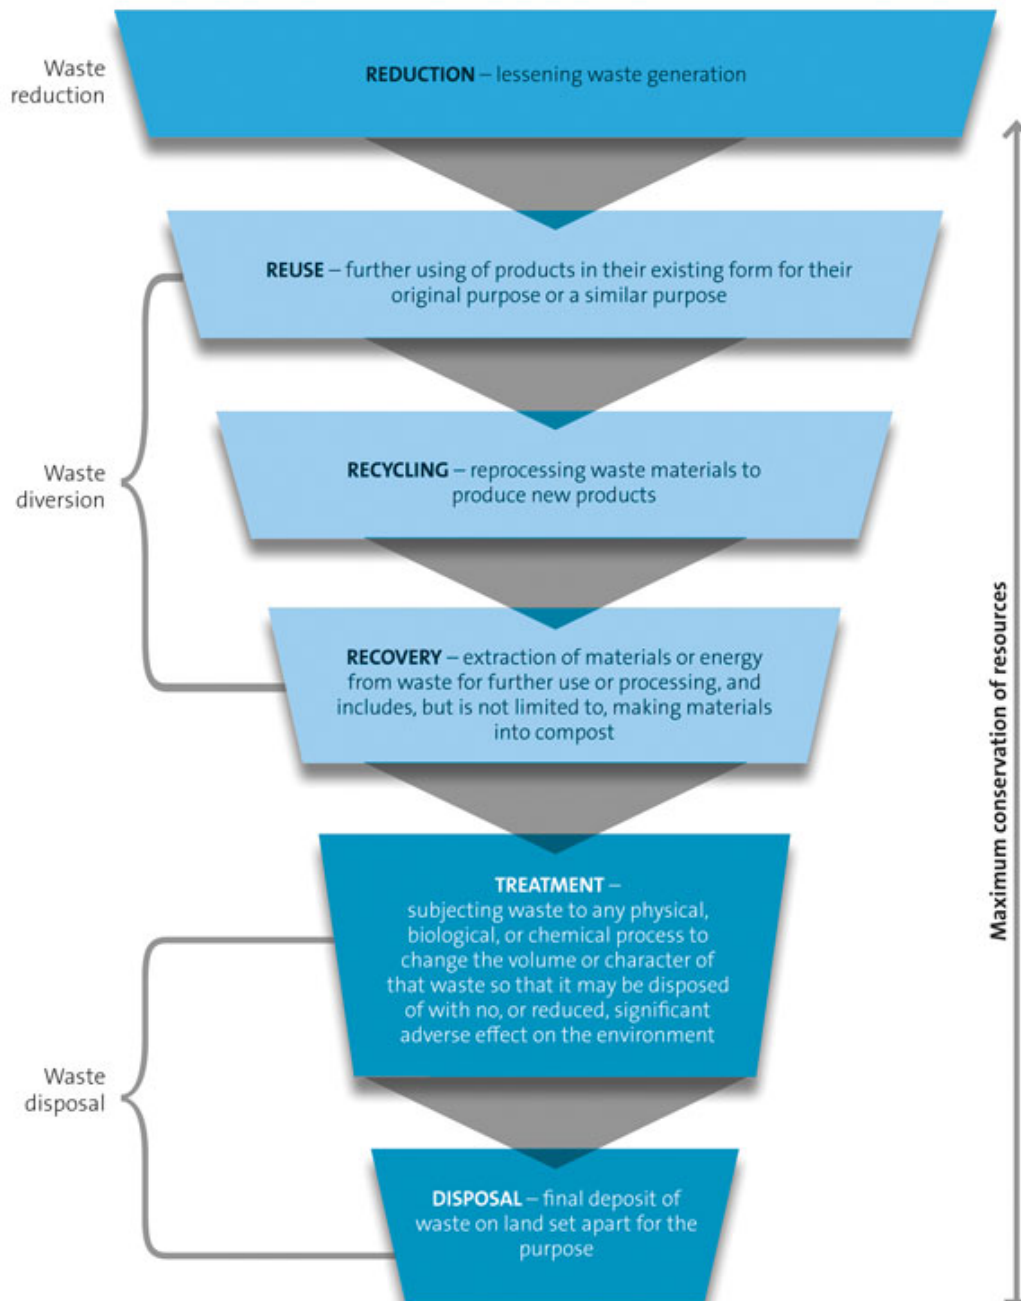 Waste
reduction
REDUCTION – lessening waste generation
REUSE – further using of products in their existing form for their
original purpose or a similar purpose
Waste
diversion
RECYCLING – reprocessing waste materials to
produce new products
RECOVERY – extraction of materials or energy
from waste for further use or processing, and
includes, but is not limited to, making materials
into compost
Maximum conservation of resources
TREATMENT –
subjecting waste to any physical,
biological, or chemical process to
change the volume or character of
that waste so that it may be disposed
of with no, or reduced, significant
adverse effect on the environment
Waste
disposal
DISPOSAL – final deposit of
waste on land set apart for the
purpose